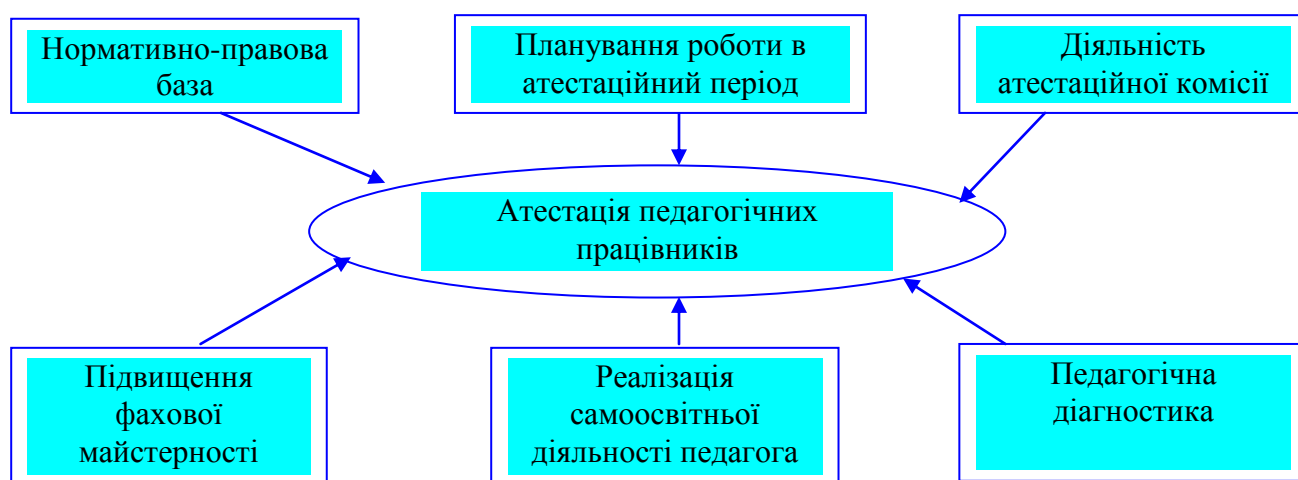 Нормативно-правова
база
Планування роботи в
атестаційний період
Діяльність
атестаційної комісії
Атестація педагогічних
працівників
Підвищення
фахової
майстерності
Реалізація
самоосвітньої
діяльності педагога
Педагогічна
діагностика